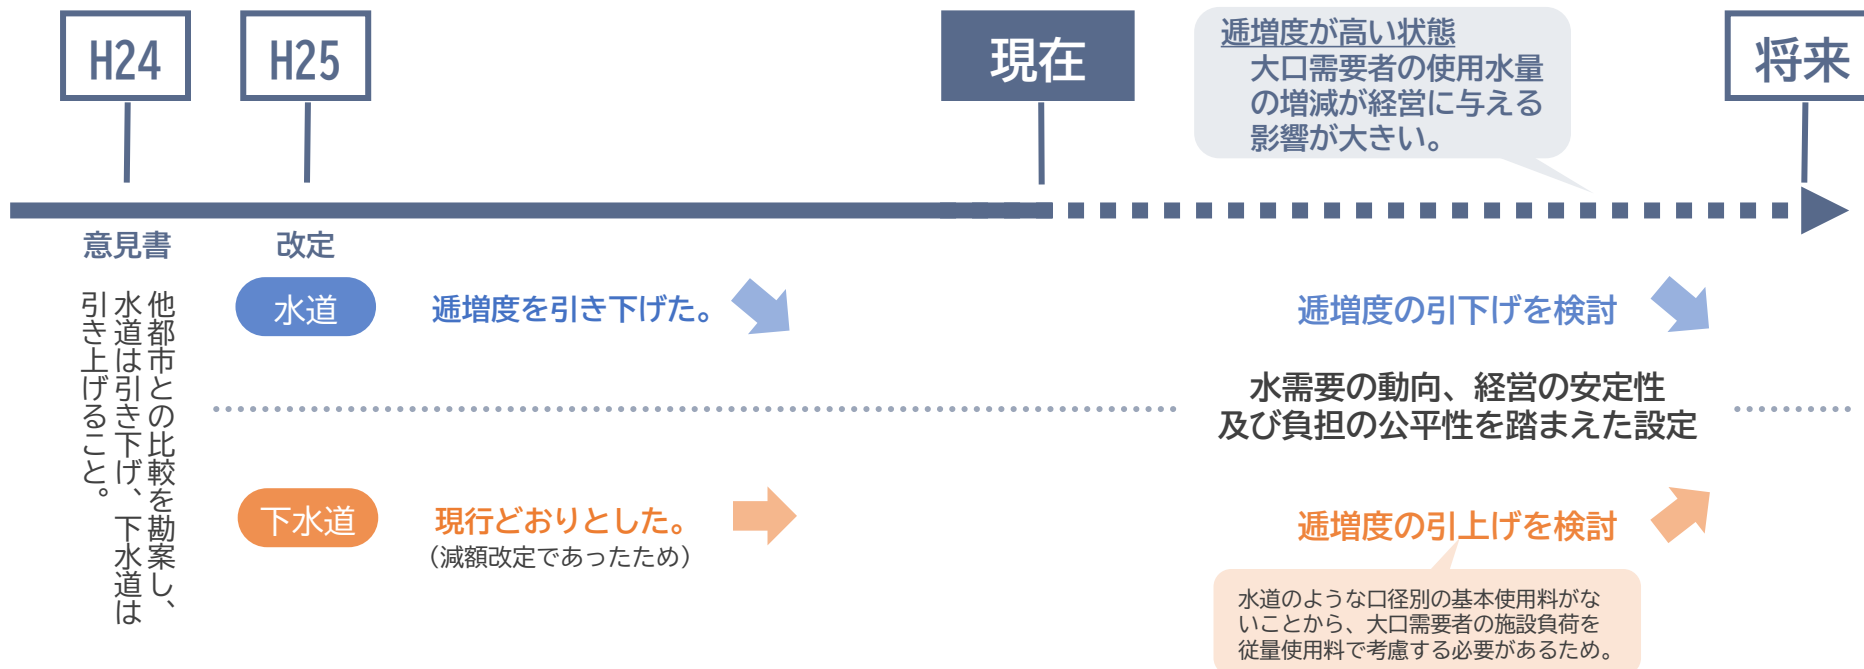 H24
H25
現在
逓増度が高い状態
大口需要者の使用水量
の増減が経営に与える
影響が大きい。
将来
意見書
改定
他都市との比較を勘案し、
水道は引き下げ、下水道は
引き上げること。
水道
逓増度を引き下げた。
逓増度の引下げを検討
水需要の動向、経営の安定性
及び負担の公平性を踏まえた設定
下水道
現行どおりとした。
（減額改定であったため）
逓増度の引上げを検討
水道のような口径別の基本使用料がな
いことから、大口需要者の施設負荷を
従量使用料で考慮する必要があるため。